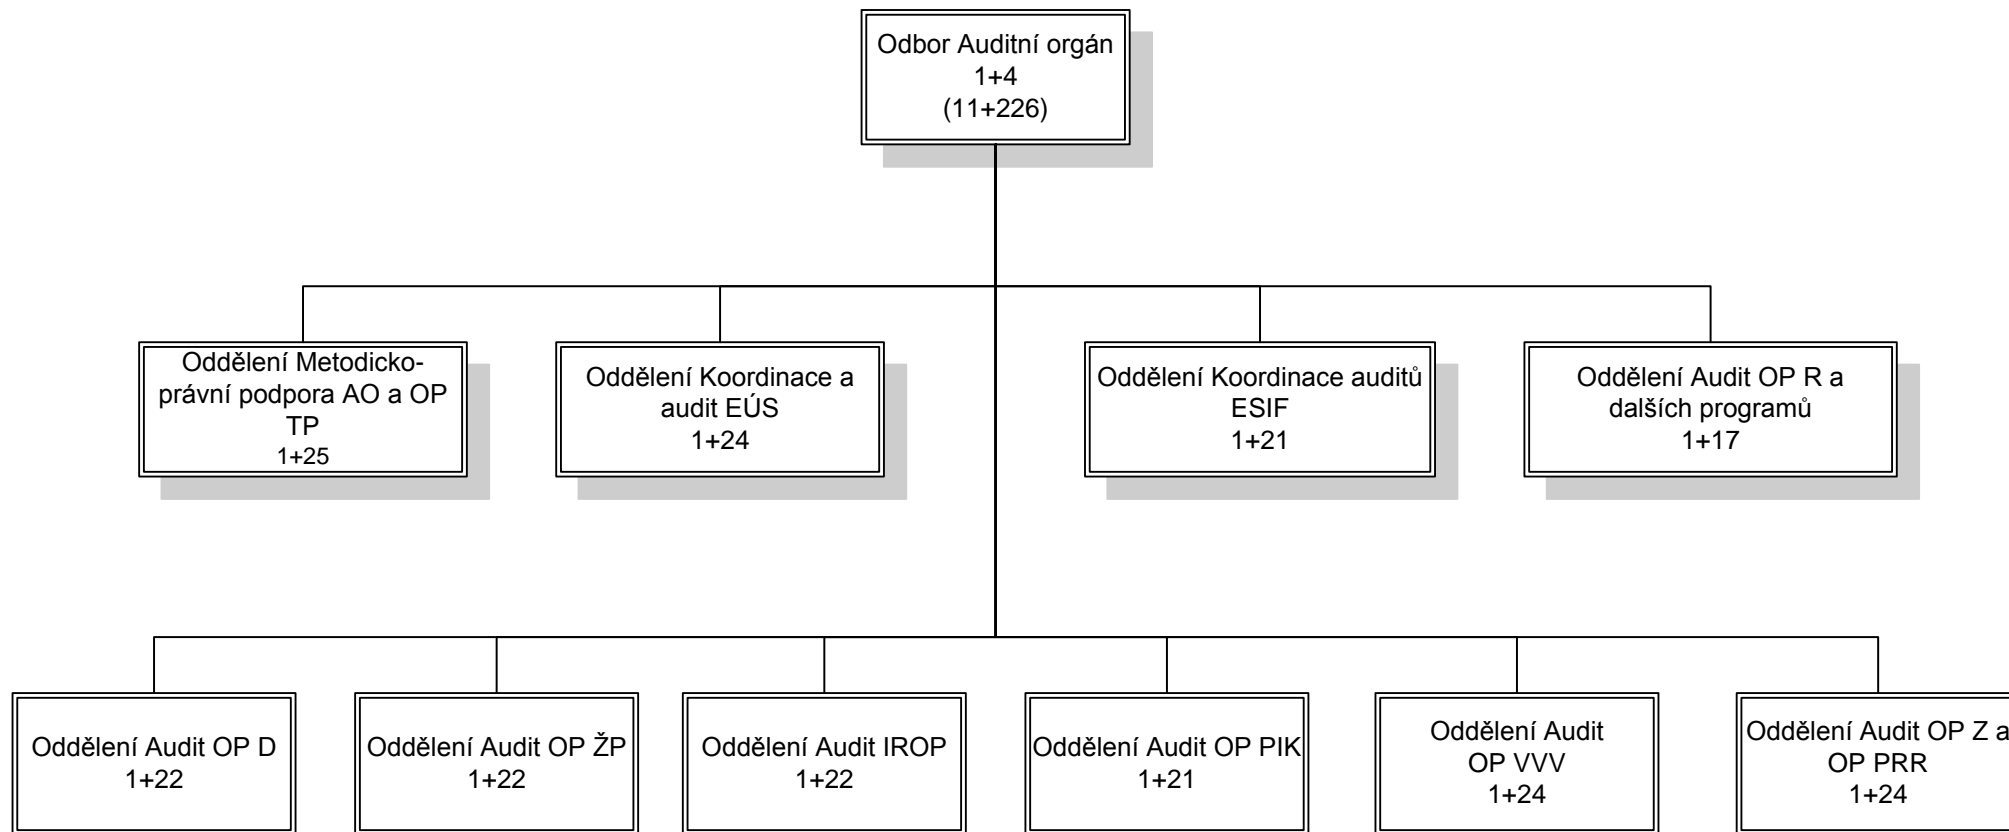 Odbor Auditní orgán
1+4
(11+226)
Oddělení Metodicko-
právní podpora AO a OP
TP
1+25
Oddělení Koordinace a
audit EÚS
1+24
Oddělení Koordinace auditů
ESIF
1+21
Oddělení Audit OP R a
dalších programů
1+17
Oddělení Audit OP D
1+22
Oddělení Audit OP ŽP
1+22
Oddělení Audit IROP
1+22
Oddělení Audit OP PIK
1+21
Oddělení Audit
OP VVV
1+24
Oddělení Audit OP Z a
OP PRR
1+24